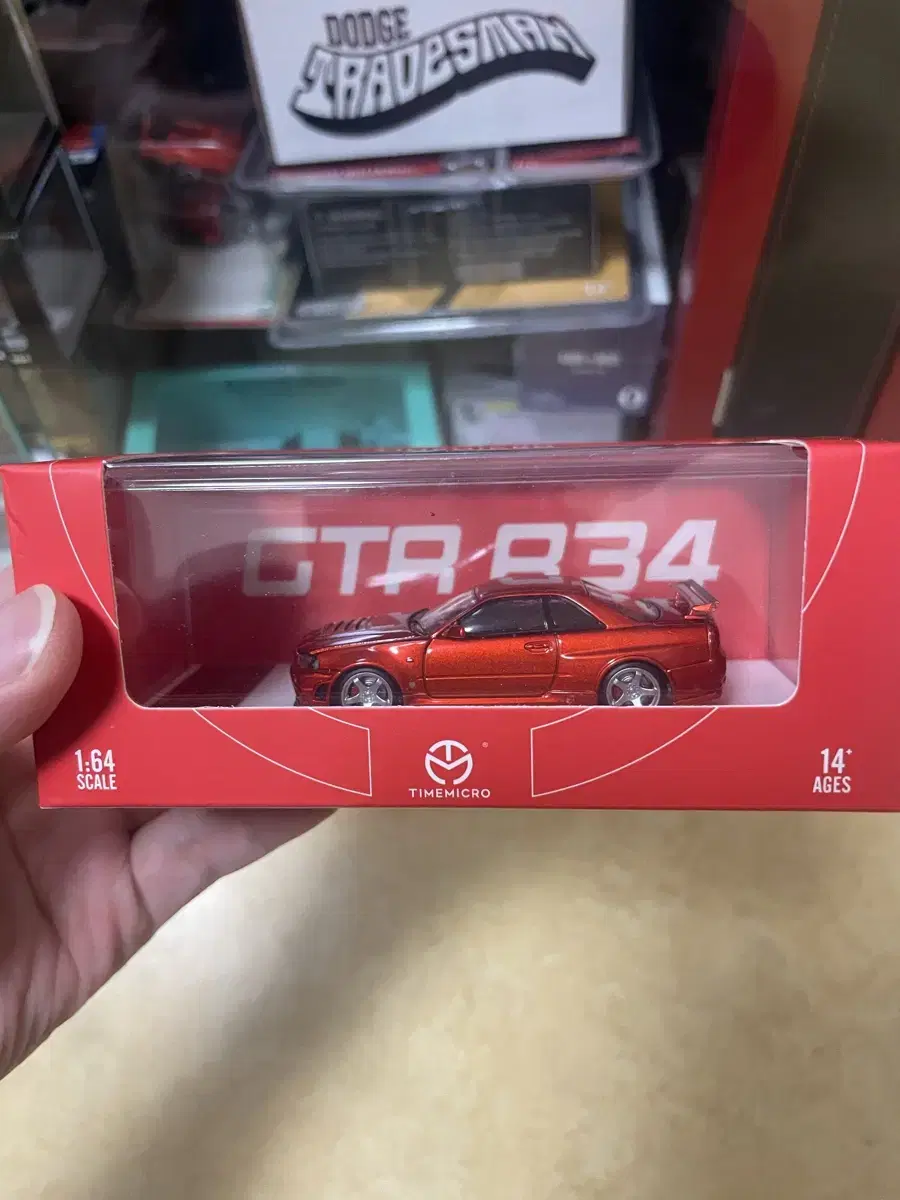 DODGE
TRADESMAN
GTR R34
1:64
SCALE
TIMEMICRO
14+
AGES